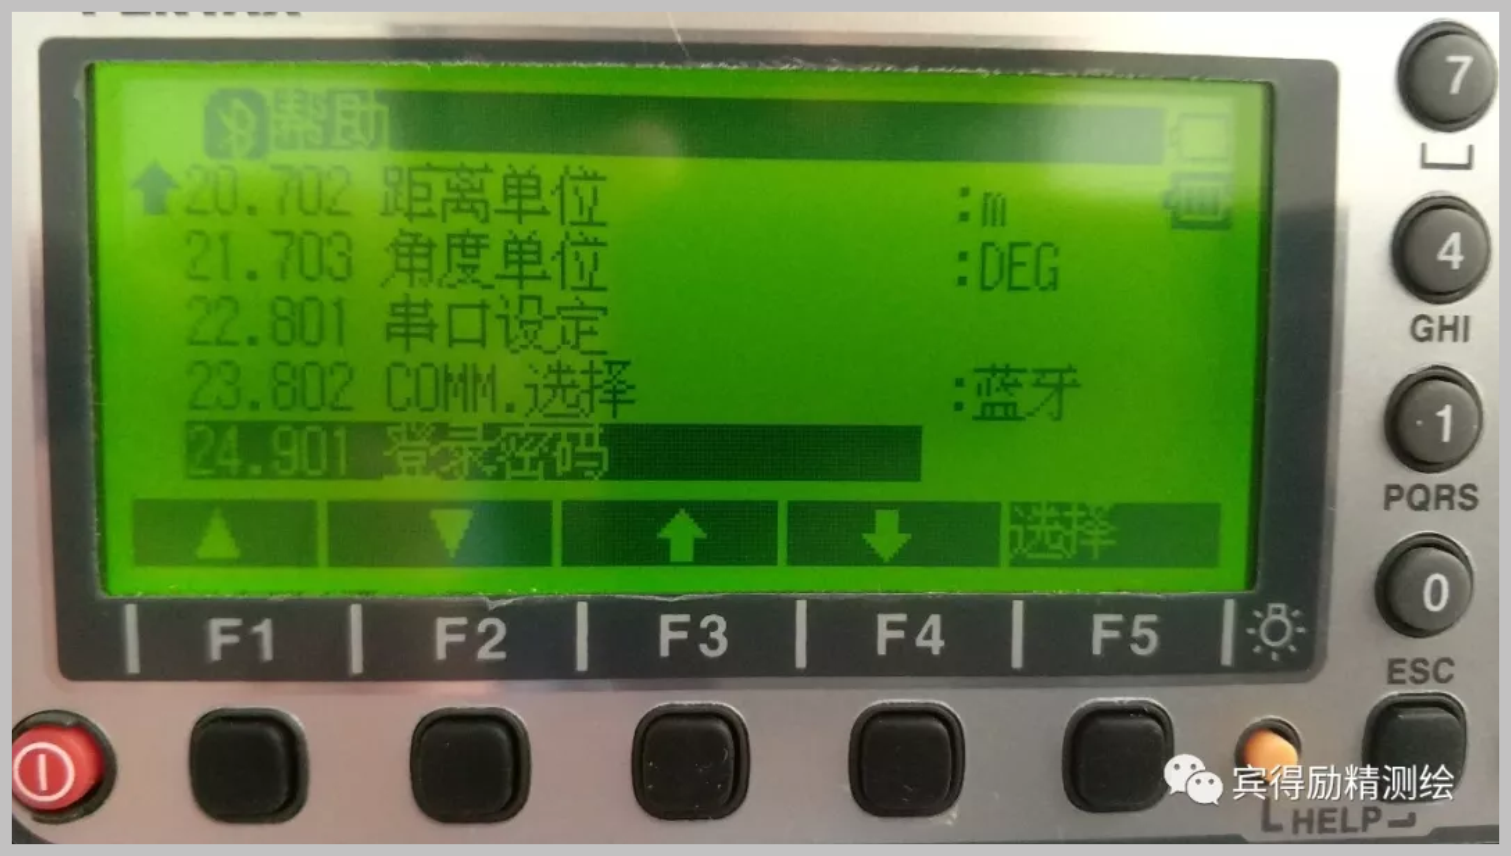 帮助
20.702 距离单位 :m
21.703 角度单位 :DEG
22.801 串口设定
23.802 COMM.选择 :蓝牙
24.901 登录密码
选择
F1 F2 F3 F4 F5
7
4
GHI
1
PQRS
0
ESC
宾得励精测绘
HELP